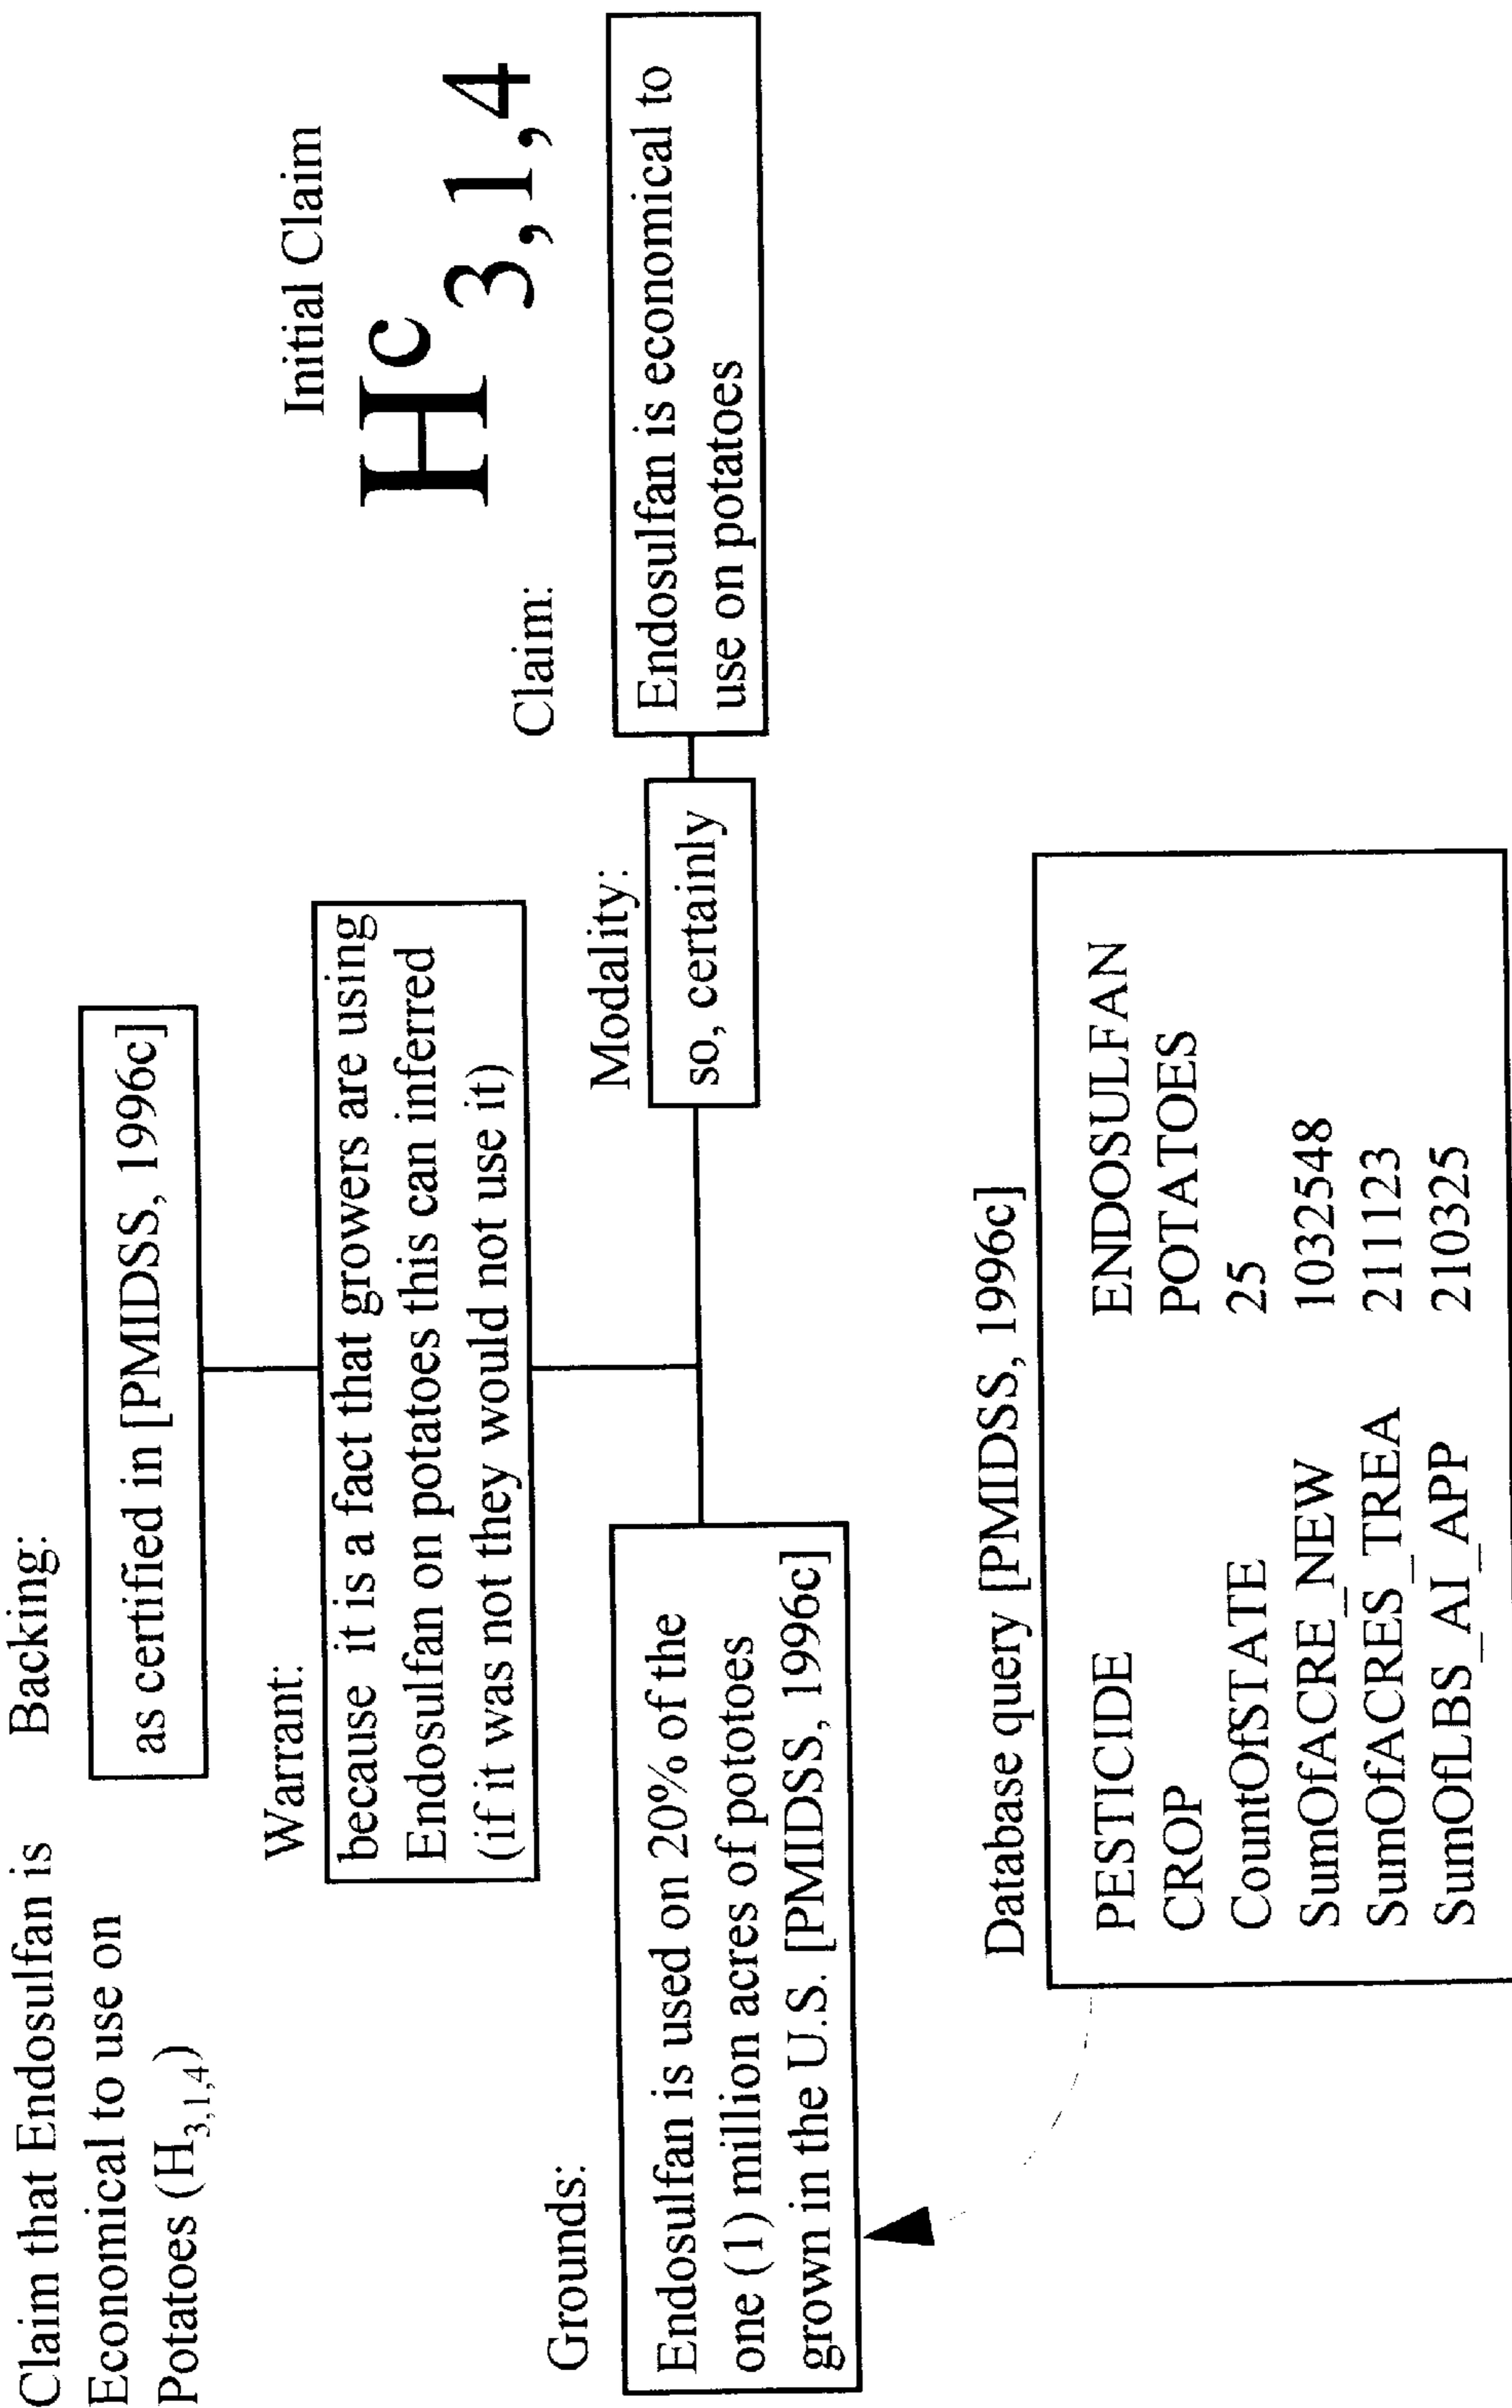 Claim that Endosulfan is
Economical to use on
Potatoes (H3,1,4)
Backing:
as certified in [PMIDSS, 1996c]
Warrant:
because it is a fact that growers are using
Endosulfan on potatoes this can inferred
(if it was not they would not use it)
Initial Claim
Hc3,1,4
Grounds:
Endosulfan is used on 20% of the
one (1) million acres of pototoes
grown in the U.S. [PMIDSS, 1996c]
Modality:
so, certainly
Claim:
Endosulfan is economical to
use on potatoes
Database query [PMIDSS, 1996c]
PESTICIDE ENDOSULFAN
CROP POTATOES
CountOfSTATE 25
SumOfACRE_NEW 1032548
SumOfACRES_TREA 211123
SumOfLBS_AI_APP 210325